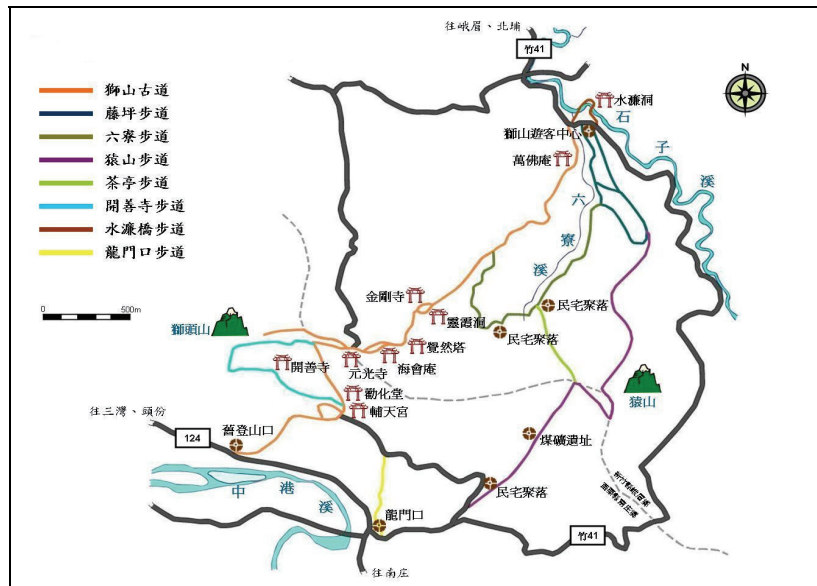 往峨眉、北埔
竹41
N
獅山古道
藤坪步道
六寮步道
猿山步道
茶亭步道
開善寺步道
水濂橋步道
龍門口步道
0
500m
水濂洞
石子溪
獅山遊客中心
萬佛庵
六寮溪
金剛寺
靈霞洞
民宅聚落
民宅聚落
獅頭山
覺然塔
海會庵
元光寺
開善寺
勸化堂
輔天宮
猿山
往三灣、頭份
124
舊登山口
煤礦遺址
中港溪
民宅聚落
龍門口
竹41
往南庄